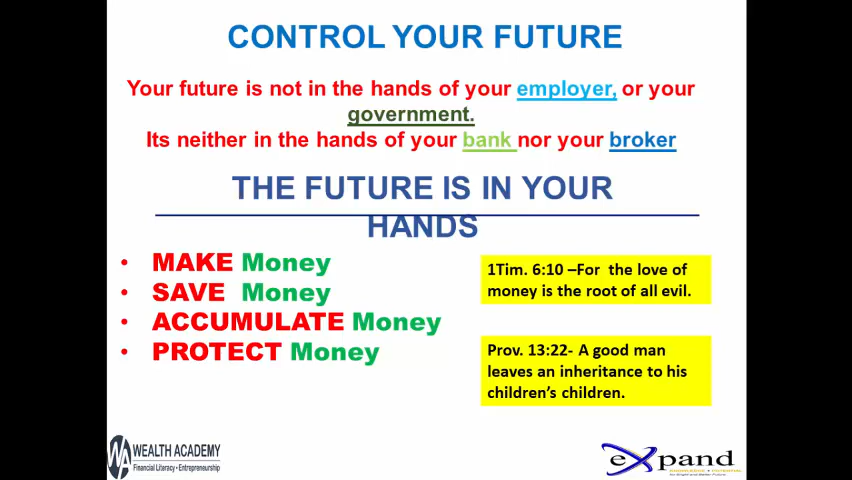 CONTROL YOUR FUTURE
Your future is not in the hands of your employer, or your
government.
Its neither in the hands of your bank nor your broker
THE FUTURE IS IN YOUR
HANDS
• MAKE Money
• SAVE Money
• ACCUMULATE Money
• PROTECT Money
1Tim. 6:10 –For the love of
money is the root of all evil.
Prov. 13:22- A good man
leaves an inheritance to his
children's children.
WA WEALTH ACADEMY
Financial Literacy • Entrepreneurship
eXpand